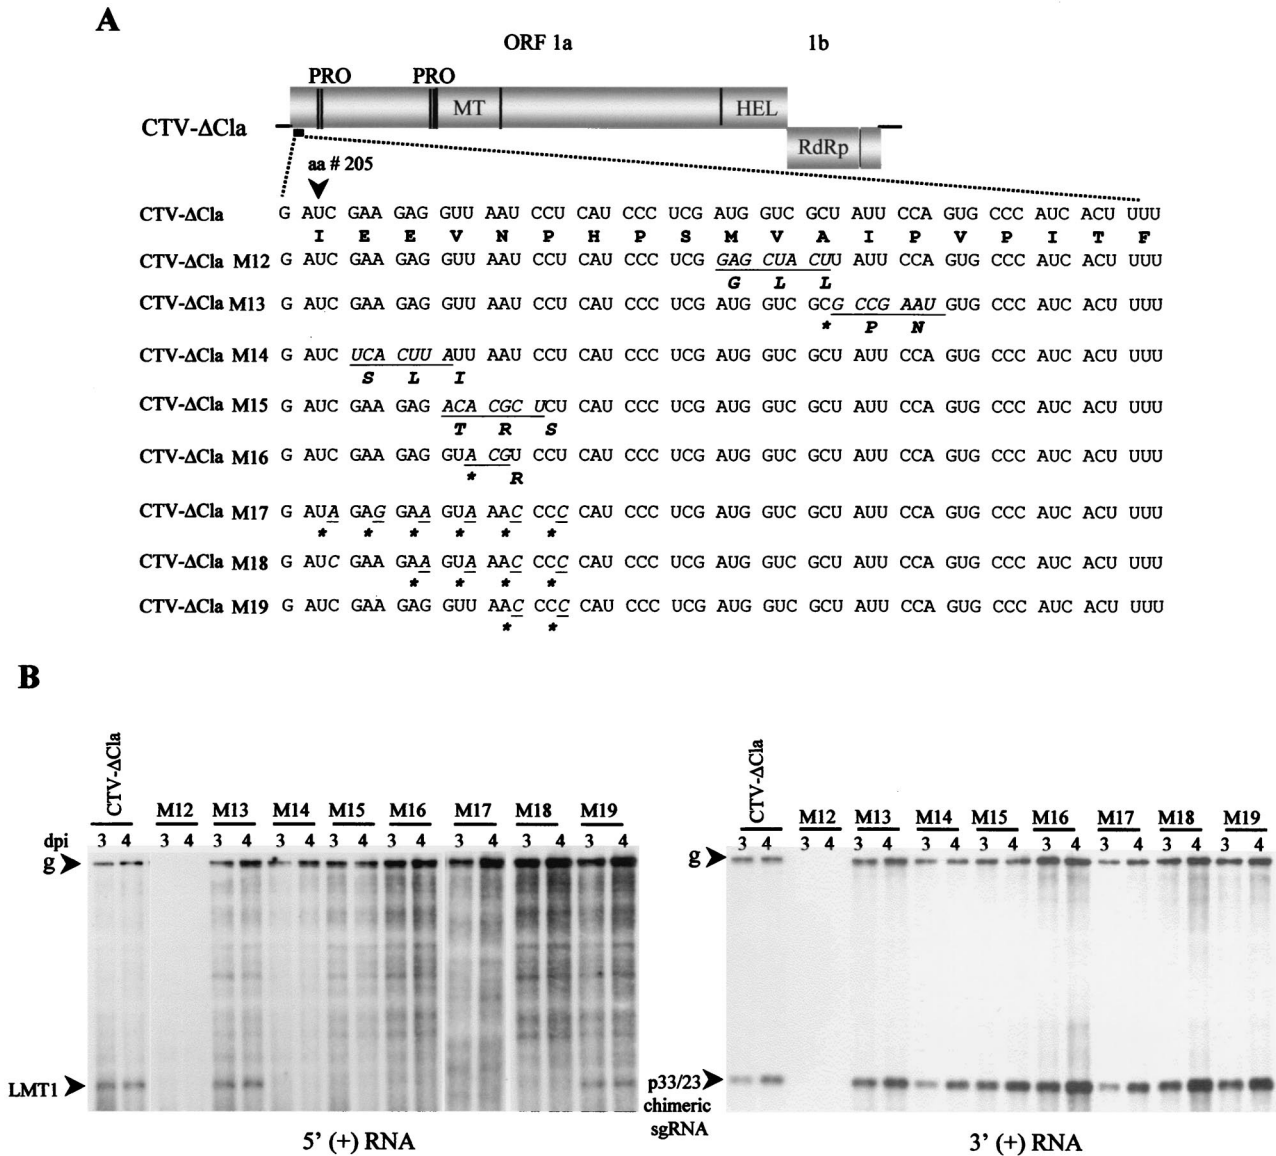 A
ORF 1a 1b
PRO PRO
MT HEL
CTV-ΔCla
RdRp
aa # 205
CTV-ΔCla G AUC GAA GAG GUU AAU CCU CAU CCC UCG AUG GUC GCU AUU CCA GUG CCC AUC ACU UUU
I E E V N P H P S M V A I P V P I T F
CTV-ΔCla M12 G AUC GAA GAG GUU AAU CCU CAU CCC UCG GAG CUA CUU AUU CCA GUG CCC AUC ACU UUU
G L L
CTV-ΔCla M13 G AUC GAA GAG GUU AAU CCU CAU CCC UCG AUG GUC GCG CCG AAU GUG CCC AUC ACU UUU
* P N
CTV-ΔCla M14 G AUC UCA CUU AUU AAU CCU CAU CCC UCG AUG GUC GCU AUU CCA GUG CCC AUC ACU UUU
S L I
CTV-ΔCla M15 G AUC GAA GAG ACA CGC UCU CAU CCC UCG AUG GUC GCU AUU CCA GUG CCC AUC ACU UUU
T R S
CTV-ΔCla M16 G AUC GAA GAG GUA CGU CCU CAU CCC UCG AUG GUC GCU AUU CCA GUG CCC AUC ACU UUU
* R
CTV-ΔCla M17 G AUA GAG GAA GUA AAC CCC CAU CCC UCG AUG GUC GCU AUU CCA GUG CCC AUC ACU UUU
* * * * * *
CTV-ΔCla M18 G AUC GAA GAA GUA AAC CCC CAU CCC UCG AUG GUC GCU AUU CCA GUG CCC AUC ACU UUU
* * * *
CTV-ΔCla M19 G AUC GAA GAG GUU AAC CCC CAU CCC UCG AUG GUC GCU AUU CCA GUG CCC AUC ACU UUU
* *
B
CTV-ΔCla M12 M13 M14 M15 M16 M17 M18 M19
dpi 3 4 3 4 3 4 3 4 3 4 3 4 3 4 3 4 3 4
g
LMT1
5’ (+) RNA
CTV-ΔCla M12 M13 M14 M15 M16 M17 M18 M19
3 4 3 4 3 4 3 4 3 4 3 4 3 4 3 4 3 4
g
p33/23
chimeric
sgRNA
3’ (+) RNA